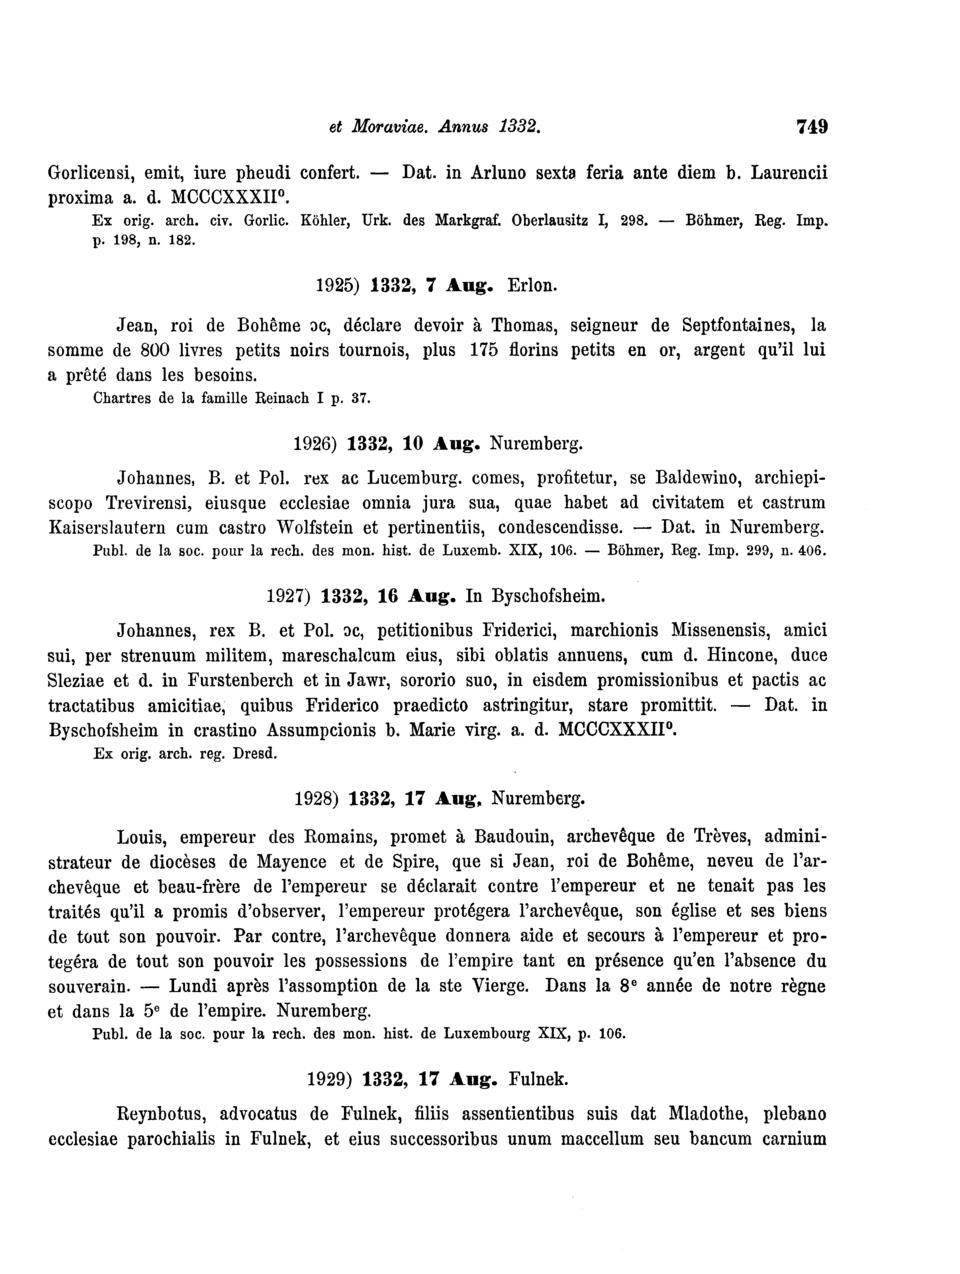 et Moraviae. Annus 1332. 749
Gorlicensi, emit, iure pheudi confert. — Dat. in Arluno sexta feria ante diem b. Laurencii
proxima a. d. MCCCXXXII⁰.
Ex orig. arch. civ. Gorlic. Köhler, Urk. des Markgraf. Oberlausitz I, 298. — Böhmer, Reg. Imp.
p. 198, n. 182.
1925) 1332, 7 Aug. Erlon.
Jean, roi de Bohême ɔc, déclare devoir à Thomas, seigneur de Septfontaines, la
somme de 800 livres petits noirs tournois, plus 175 florins petits en or, argent qu'il lui
a prêté dans les besoins.
Chartres de la famille Reinach I p. 37.
1926) 1332, 10 Aug. Nuremberg.
Johannes, B. et Pol. rex ac Lucemburg. comes, profitetur, se Baldewino, archiepi-
scopo Trevirensi, eiusque ecclesiae omnia jura sua, quae habet ad civitatem et castrum
Kaiserslautern cum castro Wolfstein et pertinentiis, condescendisse. — Dat. in Nuremberg.
Publ. de la soc. pour la rech. des mon. hist. de Luxemb. XIX, 106. — Böhmer, Reg. Imp. 299, n. 406.
1927) 1332, 16 Aug. In Byschofsheim.
Johannes, rex B. et Pol. ɔc, petitionibus Friderici, marchionis Missenensis, amici
sui, per strenuum militem, mareschalcum eius, sibi oblatis annuens, cum d. Hincone, duce
Sleziae et d. in Furstenberch et in Jawr, sororio suo, in eisdem promissionibus et pactis ac
tractatibus amicitiae, quibus Friderico praedicto astringitur, stare promittit. — Dat. in
Byschofsheim in crastino Assumpcionis b. Marie virg. a. d. MCCCXXXII⁰.
Ex orig. arch. reg. Dresd.
1928) 1332, 17 Aug. Nuremberg.
Louis, empereur des Romains, promet à Baudouin, archevêque de Trèves, admini-
strateur de diocèses de Mayence et de Spire, que si Jean, roi de Bohême, neveu de l'ar-
chevêque et beau-frère de l'empereur se déclarait contre l'empereur et ne tenait pas les
traités qu'il a promis d'observer, l'empereur protégera l'archevêque, son église et ses biens
de tout son pouvoir. Par contre, l'archevêque donnera aide et secours à l'empereur et pro-
tegéra de tout son pouvoir les possessions de l'empire tant en présence qu'en l'absence du
souverain. — Lundi après l'assomption de la ste Vierge. Dans la 8ᵉ année de notre règne
et dans la 5ᵉ de l'empire. Nuremberg.
Publ. de la soc. pour la rech. des mon. hist. de Luxembourg XIX, p. 106.
1929) 1332, 17 Aug. Fulnek.
Reynbotus, advocatus de Fulnek, filiis assentientibus suis dat Mladothe, plebano
ecclesiae parochialis in Fulnek, et eius successoribus unum maccellum seu bancum carnium